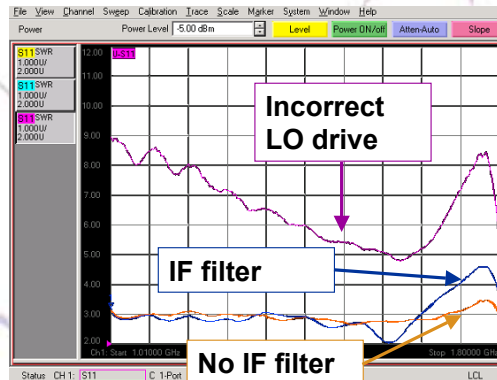 File View Channel Sweep Calibration Trace Scale Marker System Window Help
Power Power Level -5.00 dBm Level Power ON/off Atten-Auto Slope
S11 SWR
1.000U/
2.000U
S11 SWR
1.000U/
2.000U
S11 SWR
1.000U/
2.000U
12.00
U-S11
11.00
10.00
9.00
8.00
7.00
6.00
5.00
4.00
3.00
2.00
Incorrect
LO drive
IF filter
No IF filter
Ch1: Start 1.01000 GHz Stop 1.80000 GHz
Status CH 1: S11 C 1-Port LCL